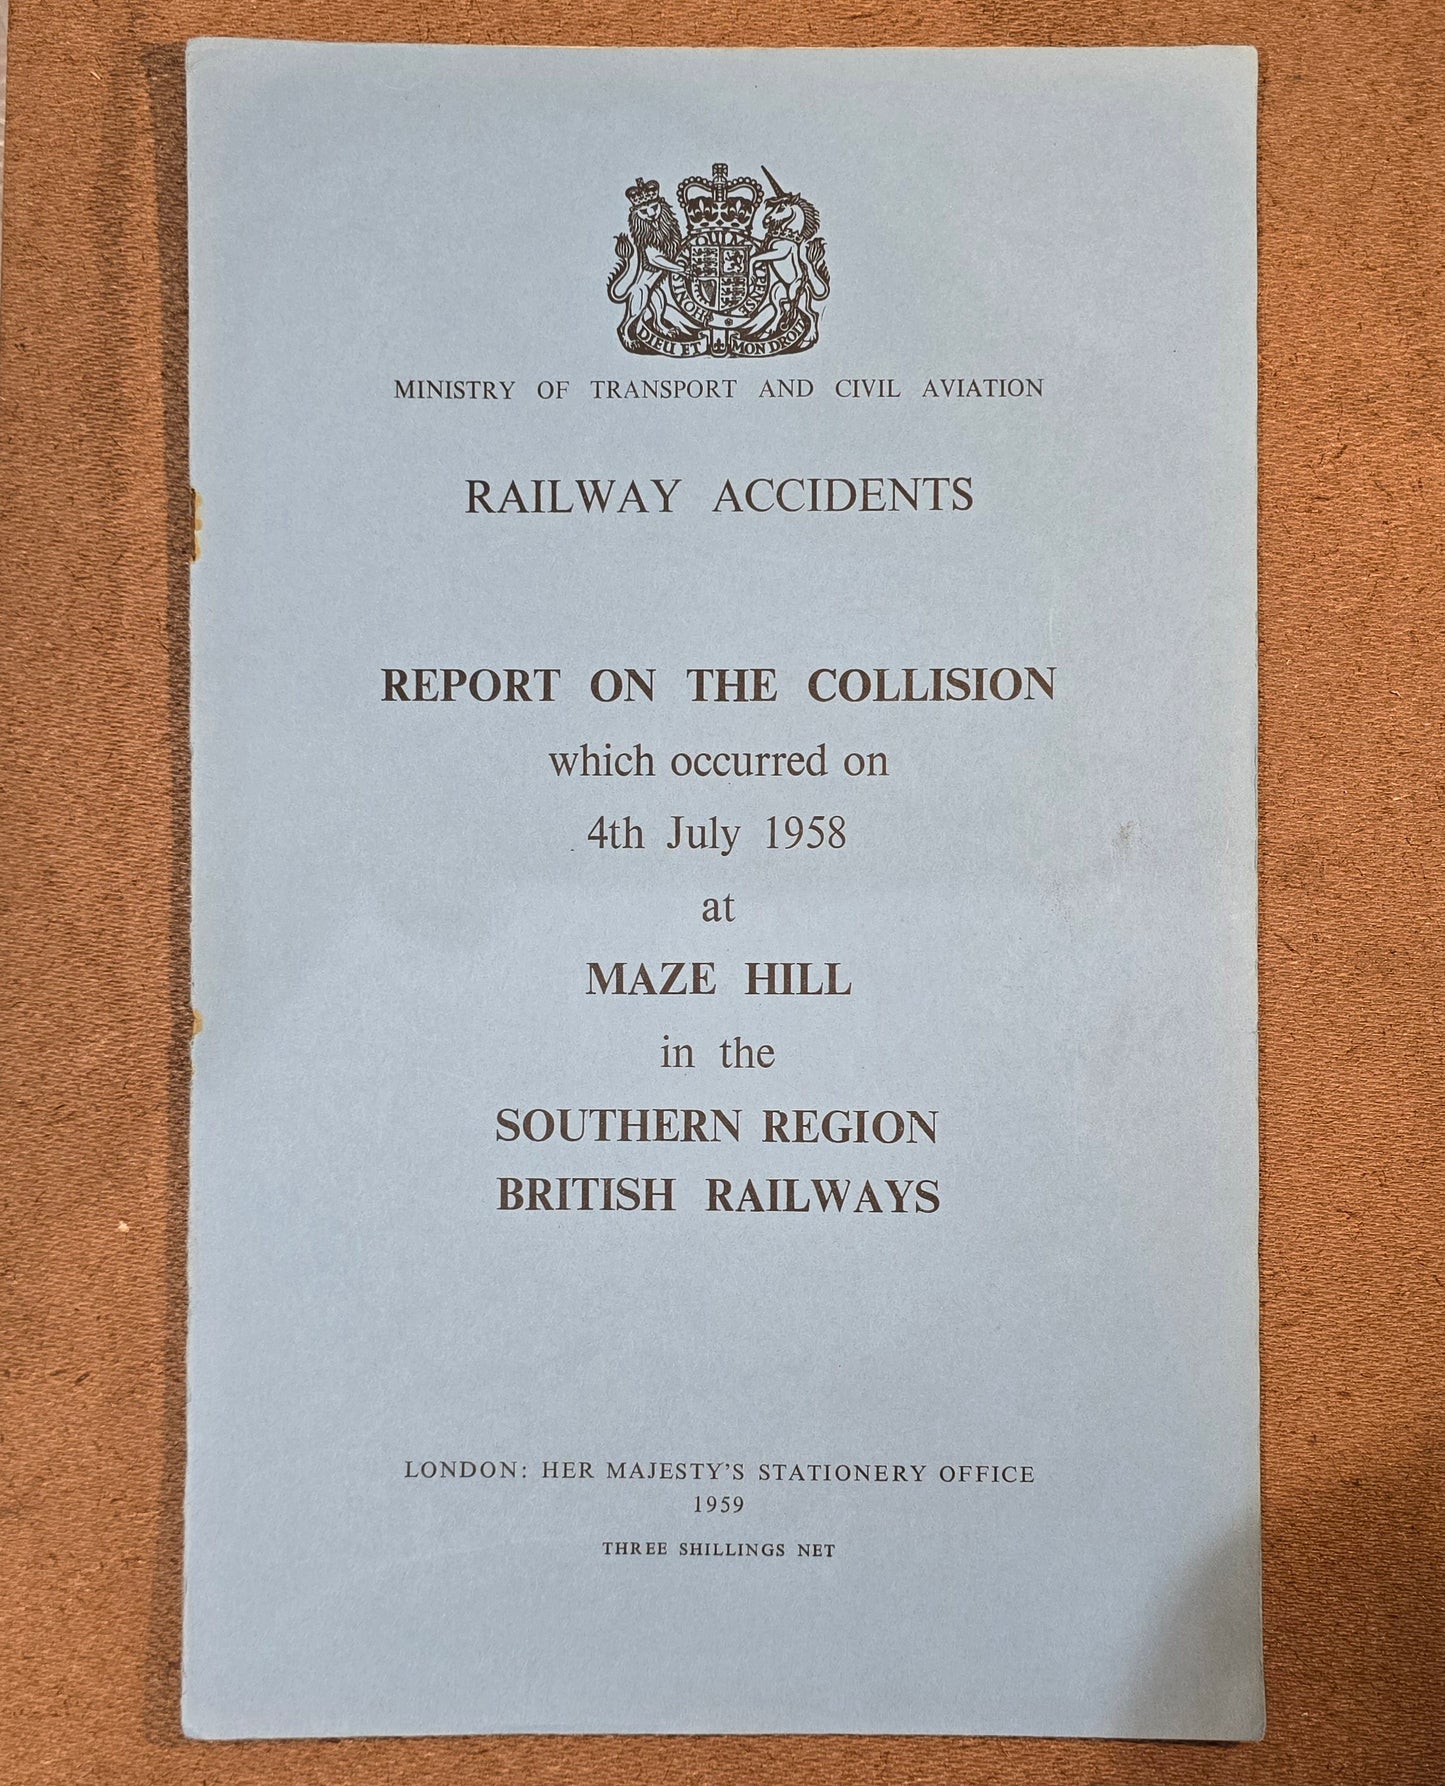 HONI SOIT QUI MAL Y PENSE
DIEU ET MON DROIT
MINISTRY OF TRANSPORT AND CIVIL AVIATION
RAILWAY ACCIDENTS
REPORT ON THE COLLISION
which occurred on
4th July 1958
at
MAZE HILL
in the
SOUTHERN REGION
BRITISH RAILWAYS
LONDON: HER MAJESTY'S STATIONERY OFFICE
1959
THREE SHILLINGS NET